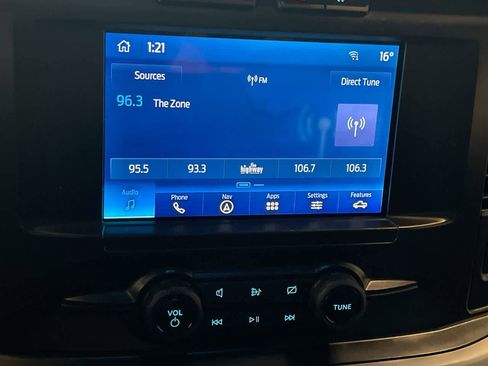 1:21 16°
Sources FM Direct Tune
96.3 The Zone
95.5 93.3 the highway 106.7 106.3
Audio Phone Nav Apps Settings Features
VOL TUNE